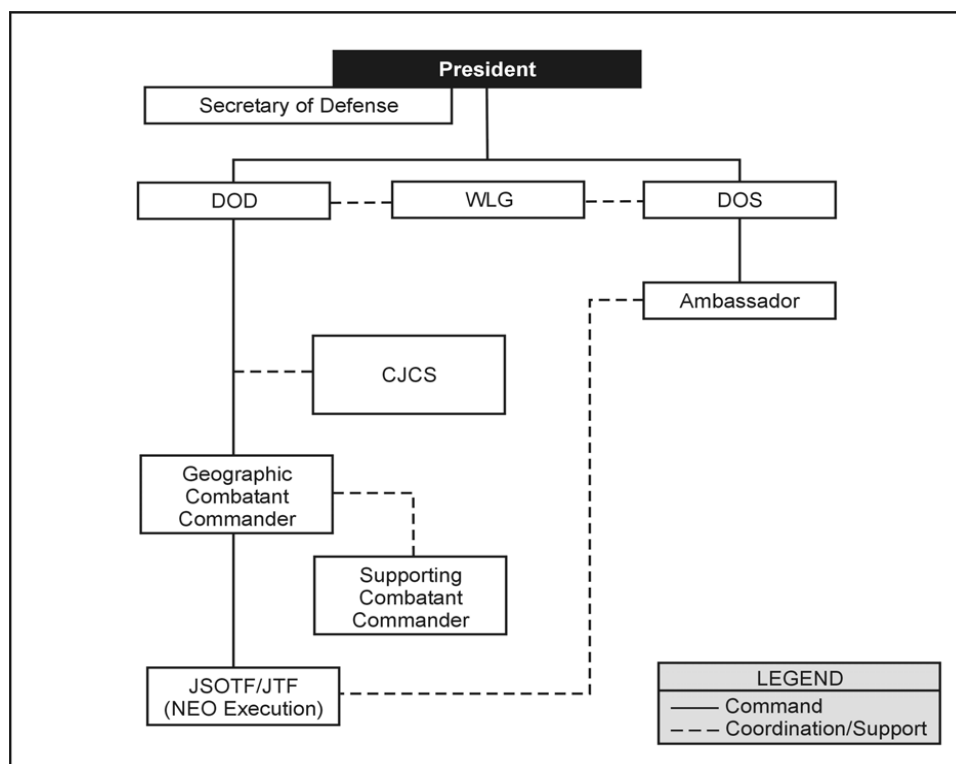 President
Secretary of Defense
DOD
WLG
DOS
Ambassador
CJCS
Geographic
Combatant
Commander
Supporting
Combatant
Commander
JSOTF/JTF
(NEO Execution)
LEGEND
Command
Coordination/Support